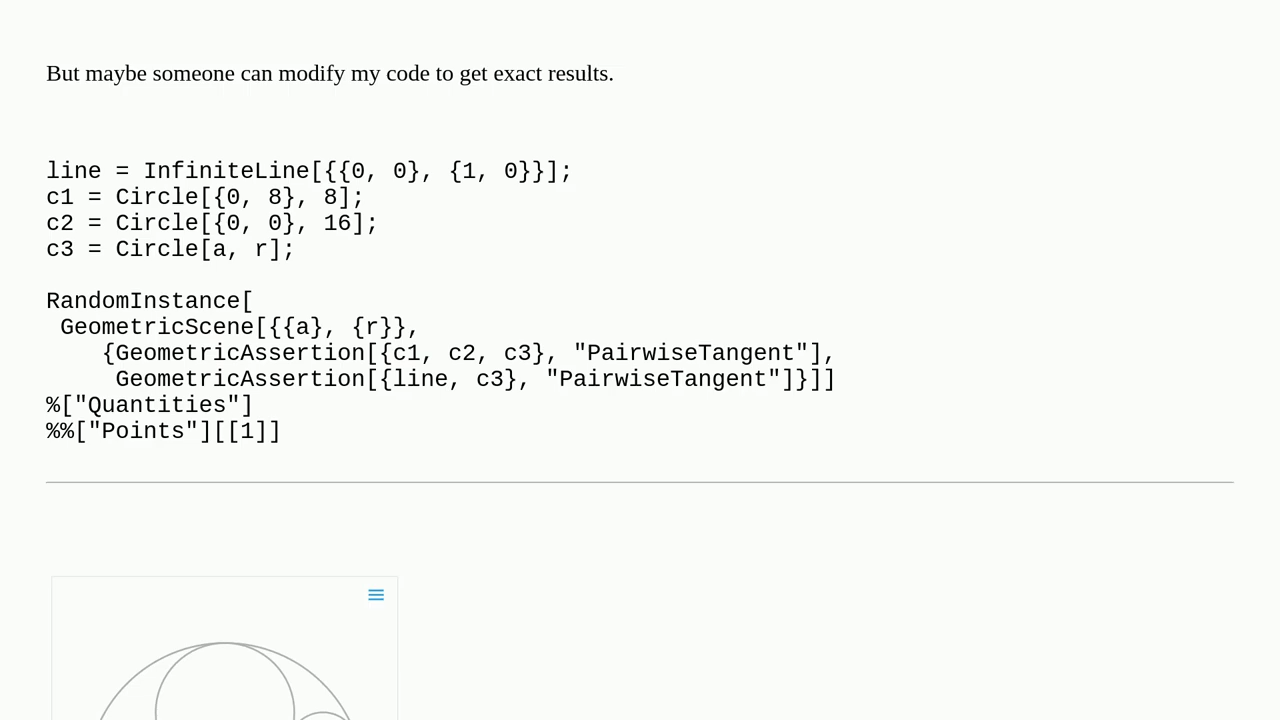 But maybe someone can modify my code to get exact results.
line = InfiniteLine[{{0, 0}, {1, 0}}];
c1 = Circle[{0, 8}, 8];
c2 = Circle[{0, 0}, 16];
c3 = Circle[a, r];
RandomInstance[
 GeometricScene[{{a}, {r}},
    {GeometricAssertion[{c1, c2, c3}, "PairwiseTangent"],
     GeometricAssertion[{line, c3}, "PairwiseTangent"]}]]
%["Quantities"]
%%["Points"][[1]]